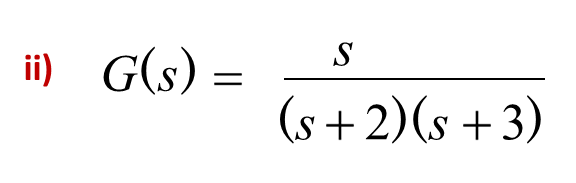 ii) G(s) = s / (s + 2)(s + 3)